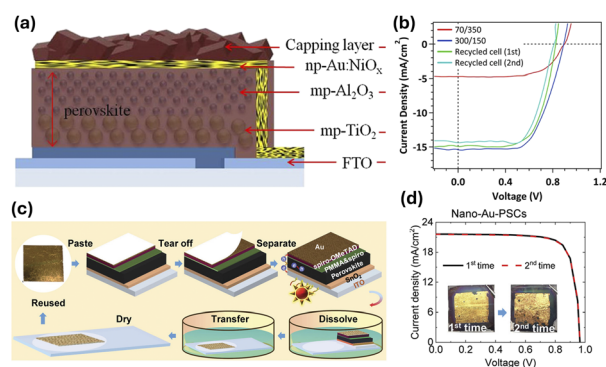 (a)
Capping layer
np-Au:NiOx
mp-Al2O3
perovskite
mp-TiO2
FTO
(b)
70/350
300/150
Recycled cell (1st)
Recycled cell (2nd)
0
-5
-10
-15
Current Density (mA/cm2)
0.0 0.4 0.8 1.2
Voltage (V)
(c)
Paste
Tear off
Separate
Au
spiro-OMeTAD
PMMA&spiro
Perovskite
SnO2
ITO
Reused
Dry
Transfer
Dissolve
(d)
Nano-Au-PSCs
24
18
12
6
0
Current density (mA/cm2)
1st time
2nd time
1st time
2nd time
0.0 0.2 0.4 0.6 0.8 1.0
Voltage (V)